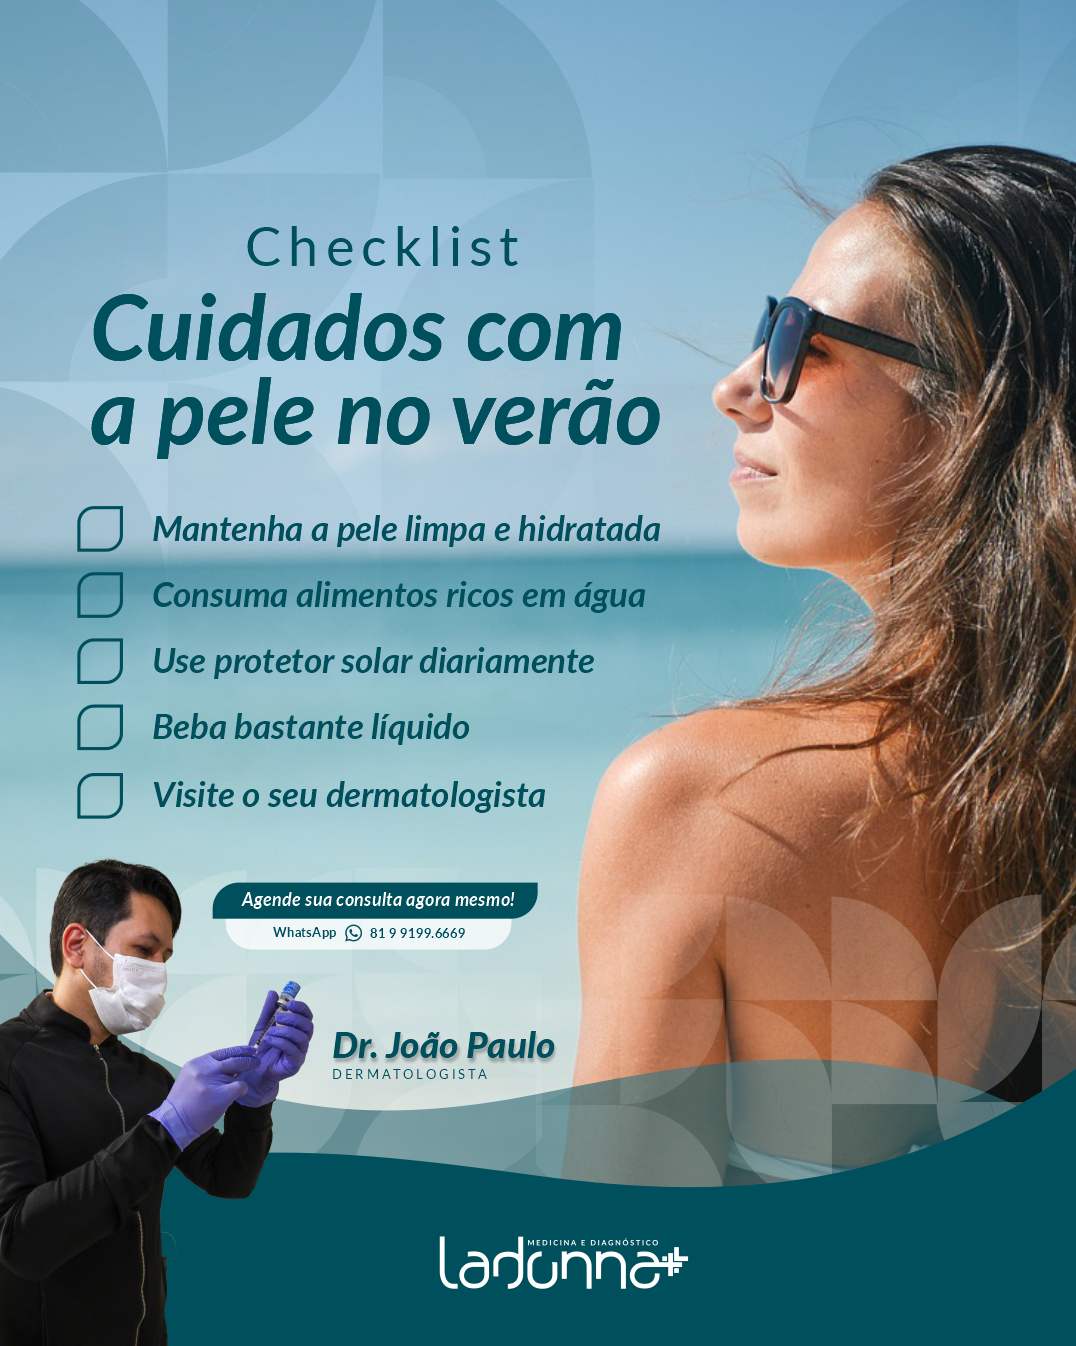 Checklist
Cuidados com
a pele no verão
Mantenha a pele limpa e hidratada
Consuma alimentos ricos em água
Use protetor solar diariamente
Beba bastante líquido
Visite o seu dermatologista
Agende sua consulta agora mesmo!
WhatsApp 81 9 9199.6669
Dr. João Paulo
DERMATOLOGISTA
MEDICINA E DIAGNÓSTICO
Ladonna